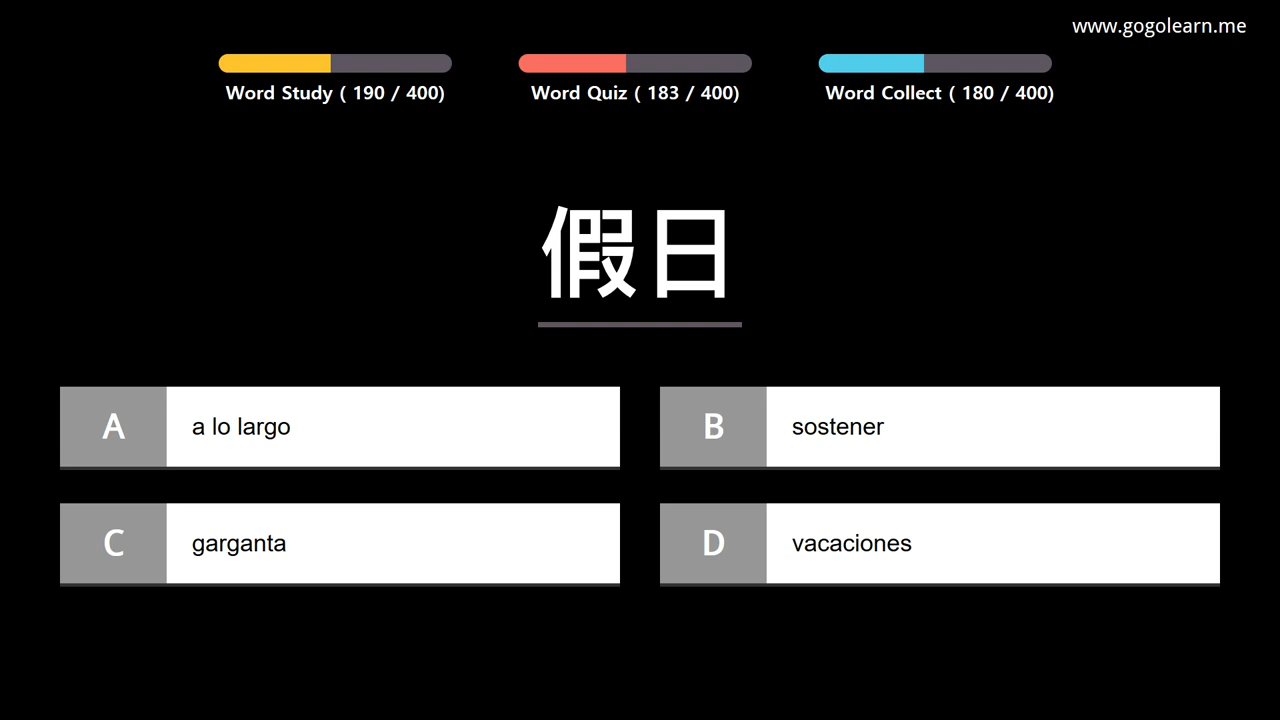 www.gogolearn.me
Word Study ( 190 / 400)
Word Quiz ( 183 / 400)
Word Collect ( 180 / 400)
假日
A
a lo largo
B
sostener
C
garganta
D
vacaciones